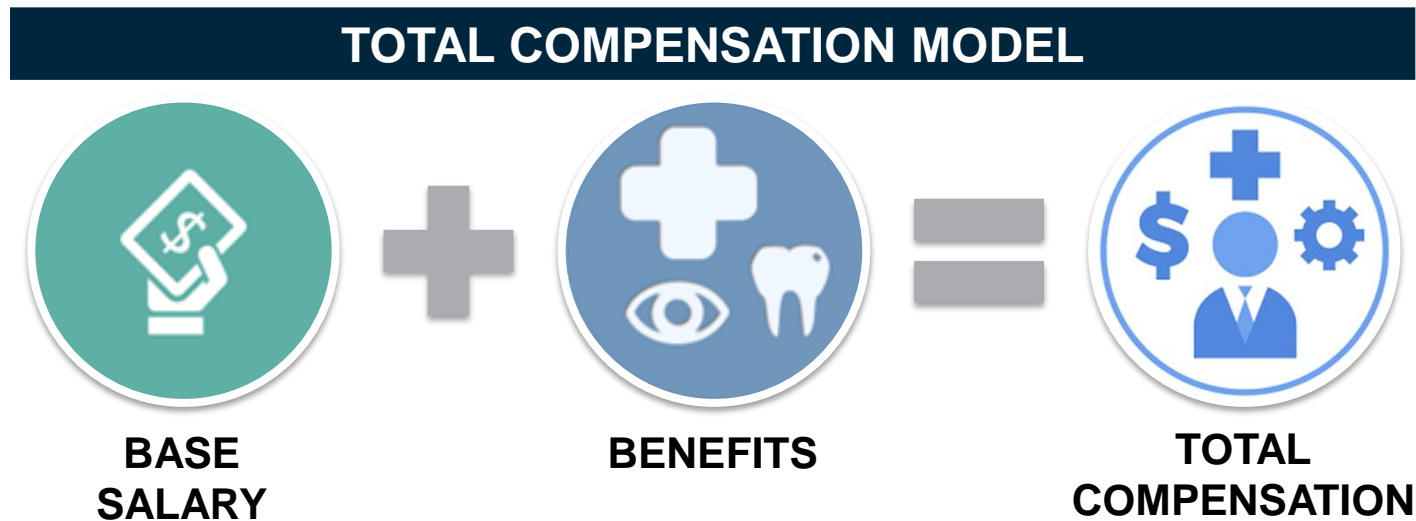 TOTAL COMPENSATION MODEL
$
$
BASE
SALARY
BENEFITS
TOTAL
COMPENSATION